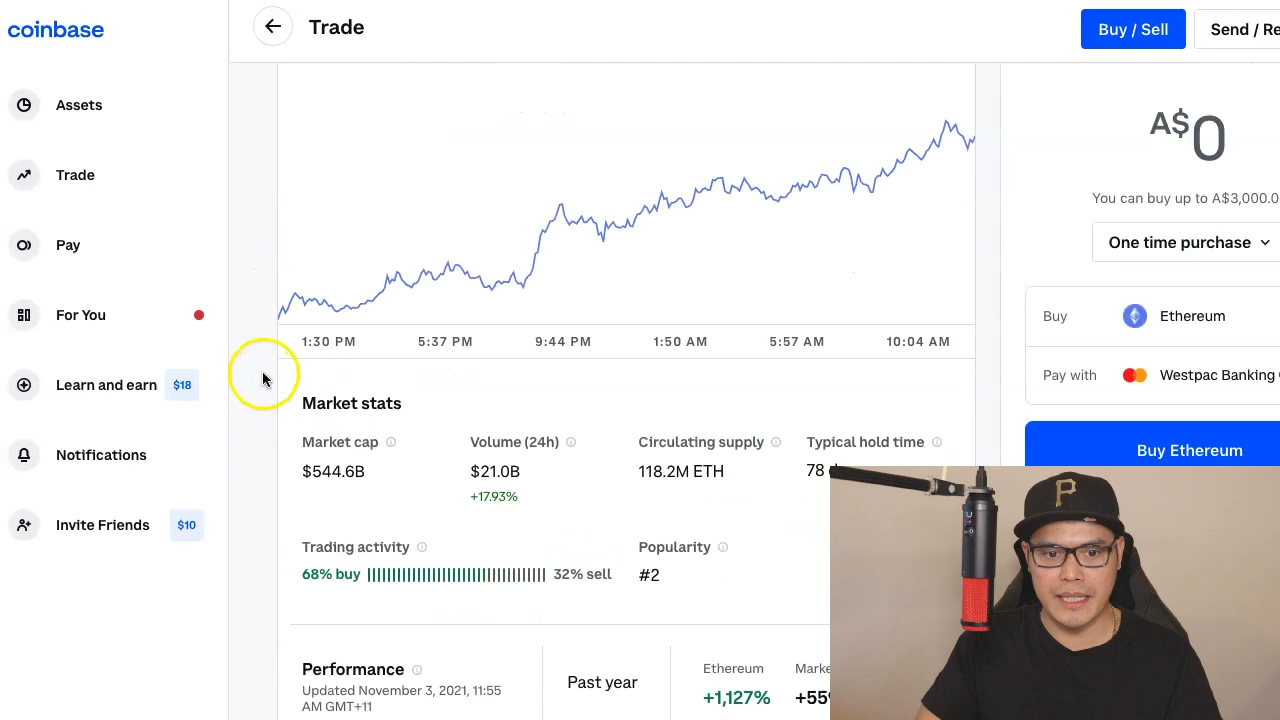 coinbase
Trade
Buy / Sell
Send / Re
Assets
Trade
Pay
For You
Learn and earn $18
Notifications
Invite Friends $10
1:30 PM 5:37 PM 9:44 PM 1:50 AM 5:57 AM 10:04 AM
Market stats
Market cap Volume (24h) Circulating supply Typical hold time
$544.6B $21.0B 118.2M ETH 78
+17.93%
Trading activity Popularity
68% buy 32% sell #2
Performance
Updated November 3, 2021, 11:55
AM GMT+11
Past year
Ethereum
+1,127%
Marke
+55
A$0
You can buy up to A$3,000.0
One time purchase
Buy Ethereum
Pay with Westpac Banking
Buy Ethereum
P